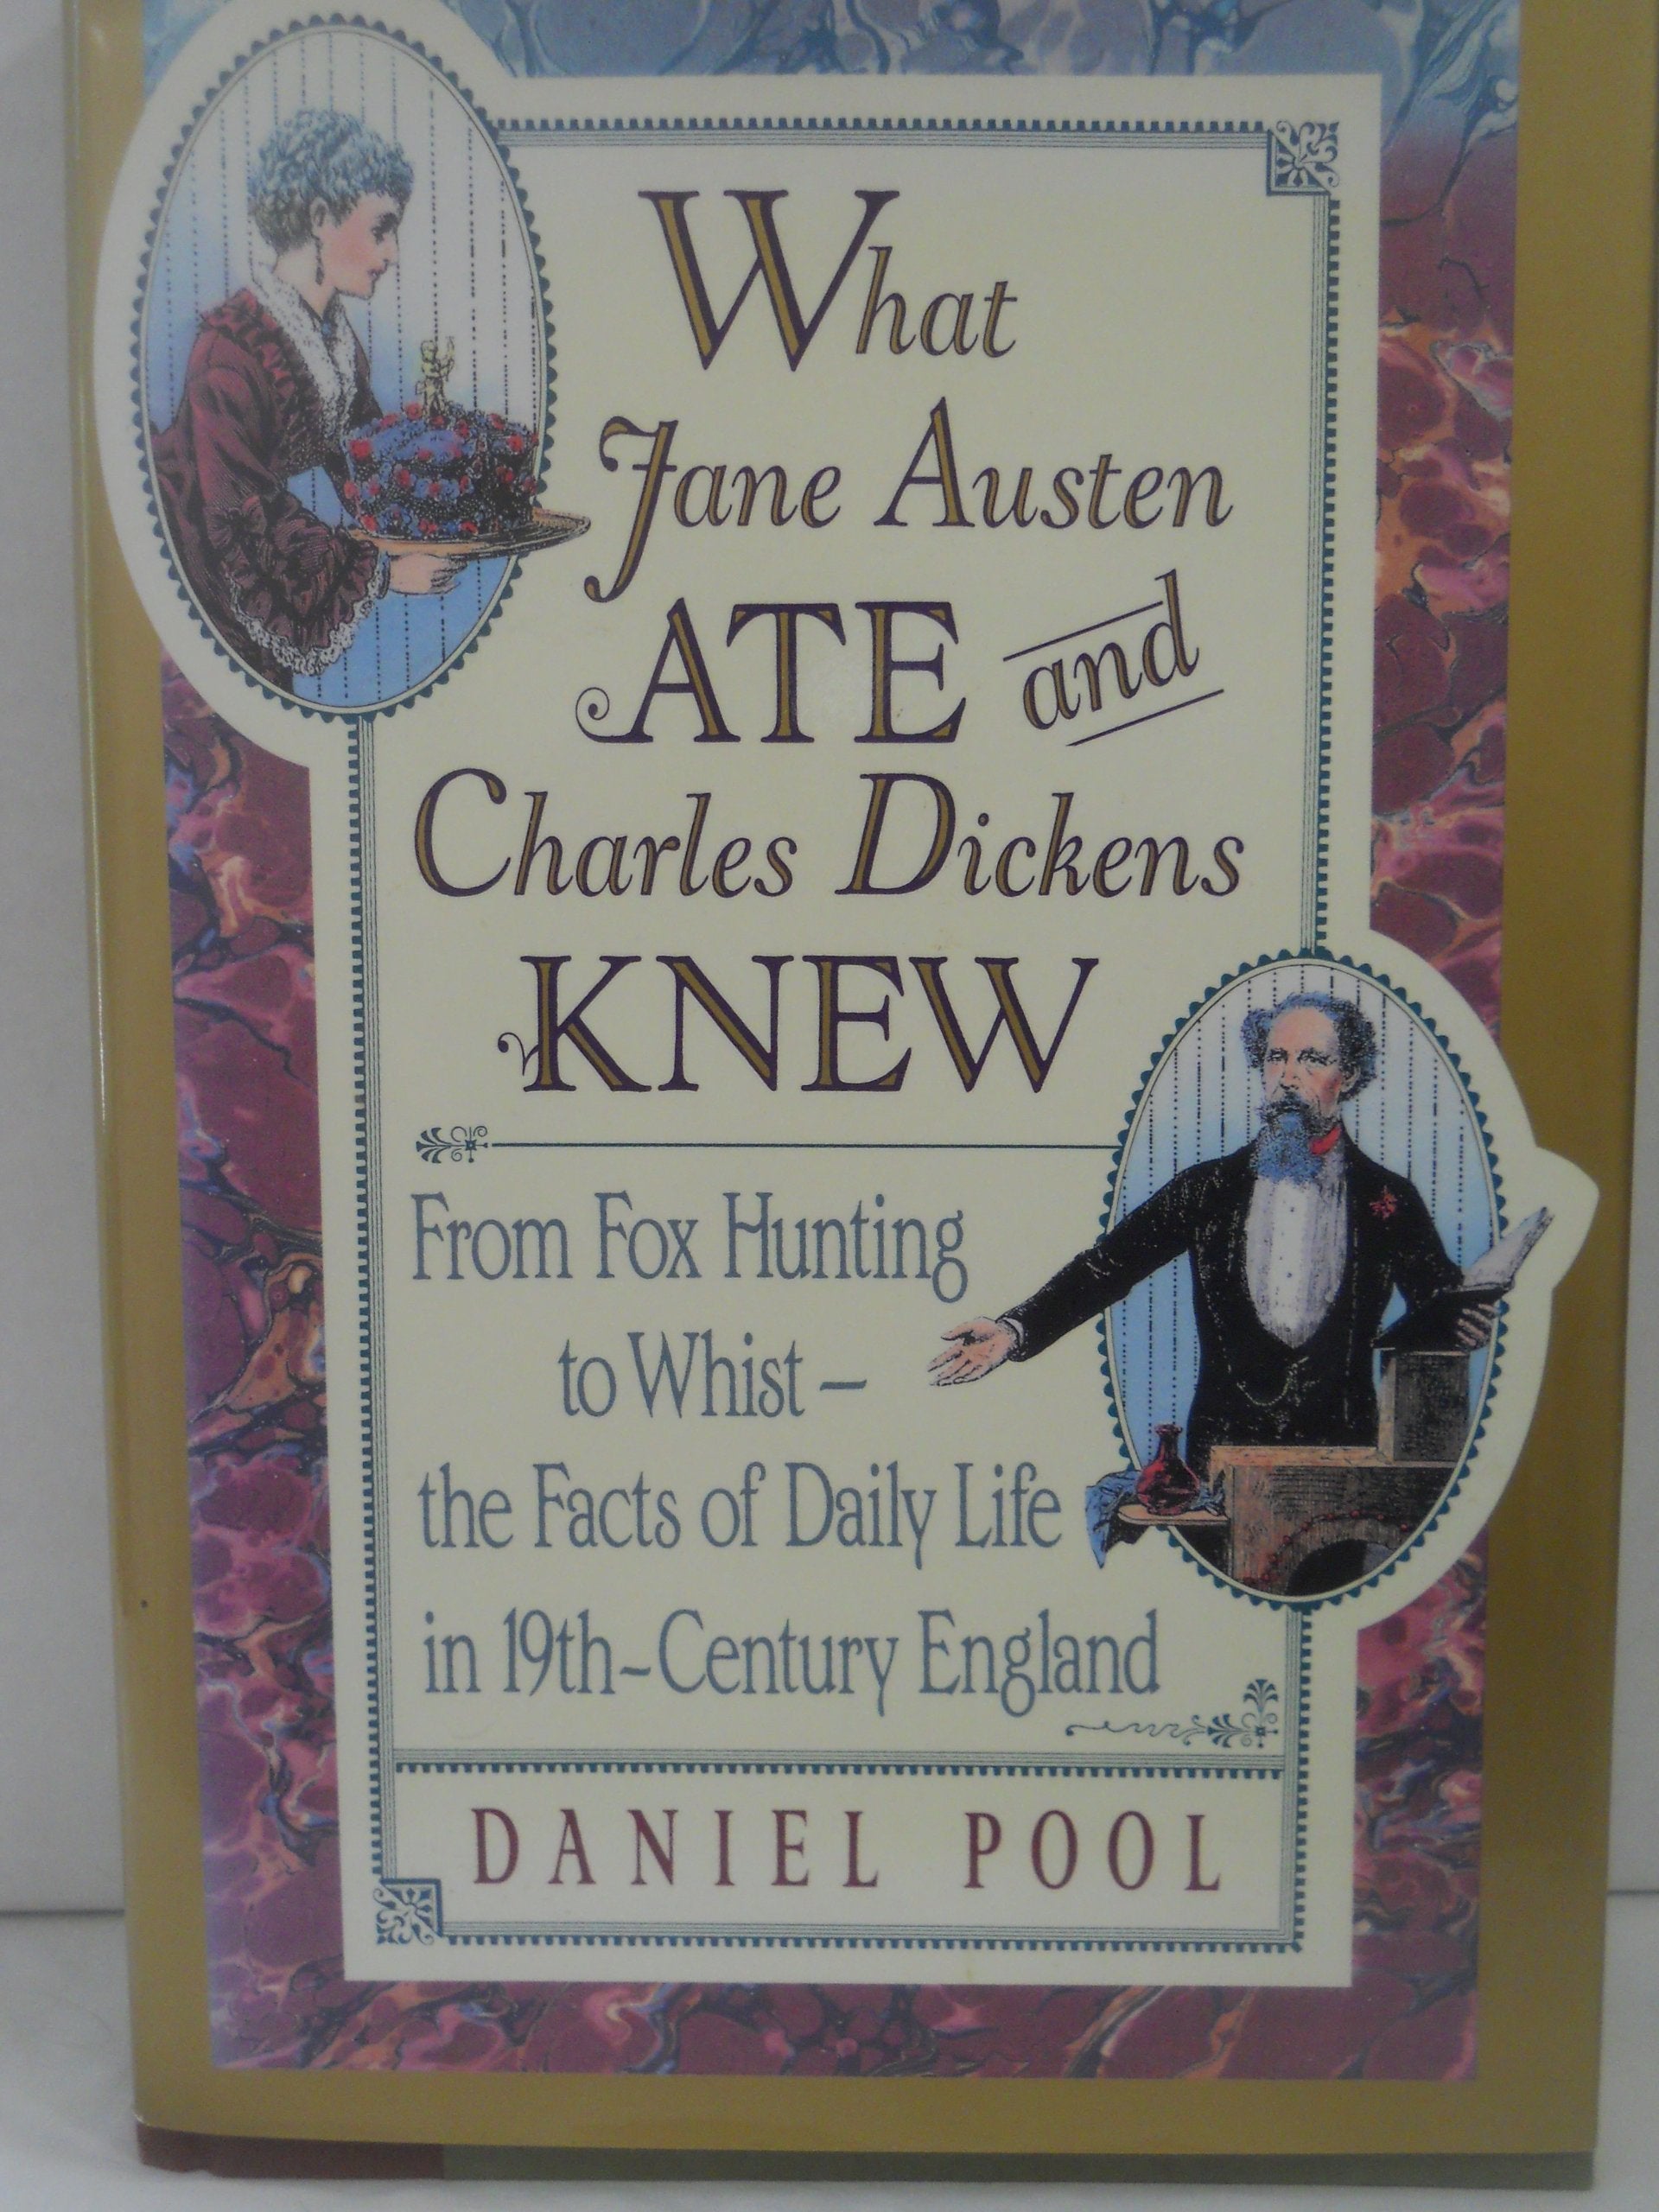 What
Jane Austen
ATE and
Charles Dickens
KNEW
From Fox Hunting
to Whist –
the Facts of Daily Life
in 19th-Century England
DANIEL POOL